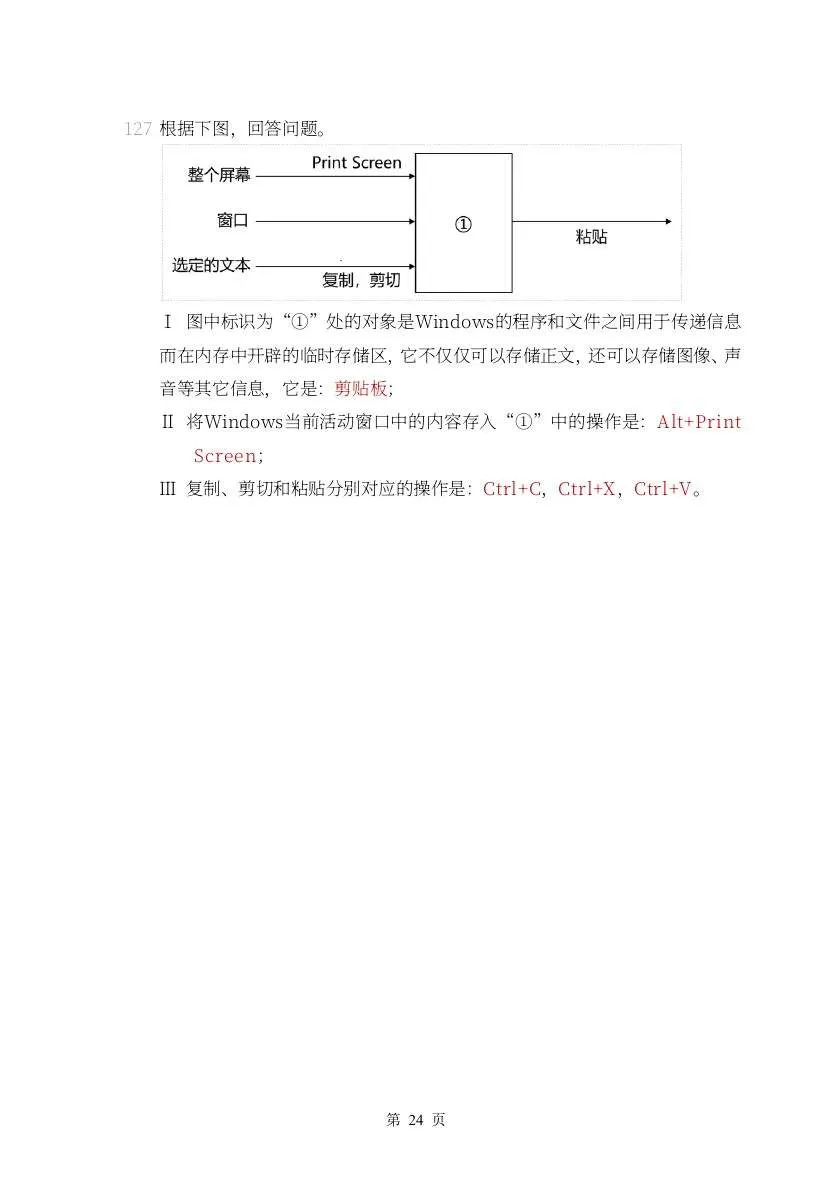 127 根据下图，回答问题。
Print Screen
整个屏幕
窗口
①
粘贴
选定的文本
复制，剪切
Ⅰ 图中标识为“①”处的对象是Windows的程序和文件之间用于传递信息
而在内存中开辟的临时存储区，它不仅仅可以存储正文，还可以存储图像、声
音等其它信息，它是：剪贴板；
Ⅱ 将Windows当前活动窗口中的内容存入“①”中的操作是：Alt+Print
Screen；
Ⅲ 复制、剪切和粘贴分别对应的操作是：Ctrl+C，Ctrl+X，Ctrl+V。
第 24 页